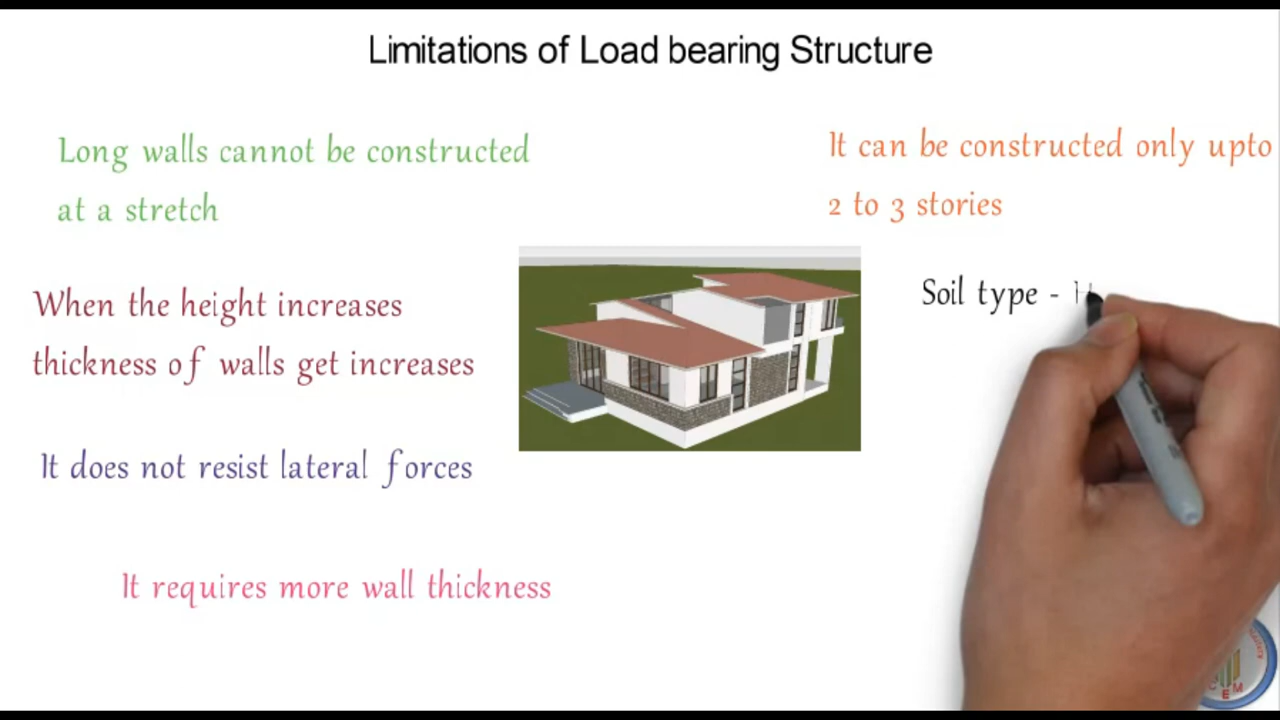 Limitations of Load bearing Structure
Long walls cannot be constructed
at a stretch
It can be constructed only upto
2 to 3 stories
When the height increases
thickness of walls get increases
Soil type -
It does not resist lateral forces
It requires more wall thickness
C E M